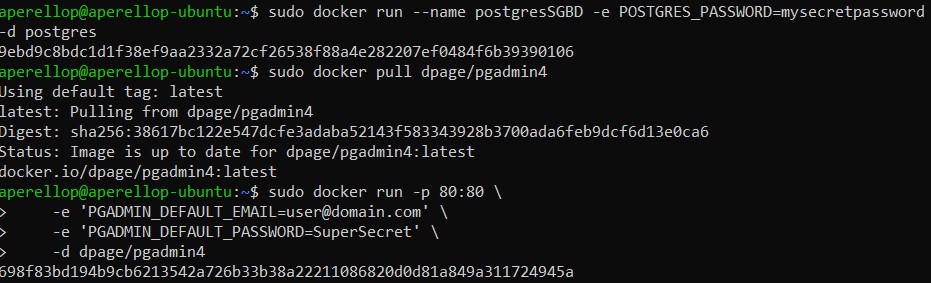 aperellop@aperellop-ubuntu:~$ sudo docker run --name postgresSGBD -e POSTGRES_PASSWORD=mysecretpassword
-d postgres
9ebd9c8bdc1d1f38ef9aa2332a72cf26538f88a4e282207ef0484f6b39390106
aperellop@aperellop-ubuntu:~$ sudo docker pull dpage/pgadmin4
Using default tag: latest
latest: Pulling from dpage/pgadmin4
Digest: sha256:38617bc122e547dcfe3adaba52143f583343928b3700ada6feb9dcf6d13e0ca6
Status: Image is up to date for dpage/pgadmin4:latest
docker.io/dpage/pgadmin4:latest
aperellop@aperellop-ubuntu:~$ sudo docker run -p 80:80 \
>     -e 'PGADMIN_DEFAULT_EMAIL=user@domain.com' \
>     -e 'PGADMIN_DEFAULT_PASSWORD=SuperSecret' \
>     -d dpage/pgadmin4
698f83bd194b9cb6213542a726b33b38a22211086820d0d81a849a311724945a